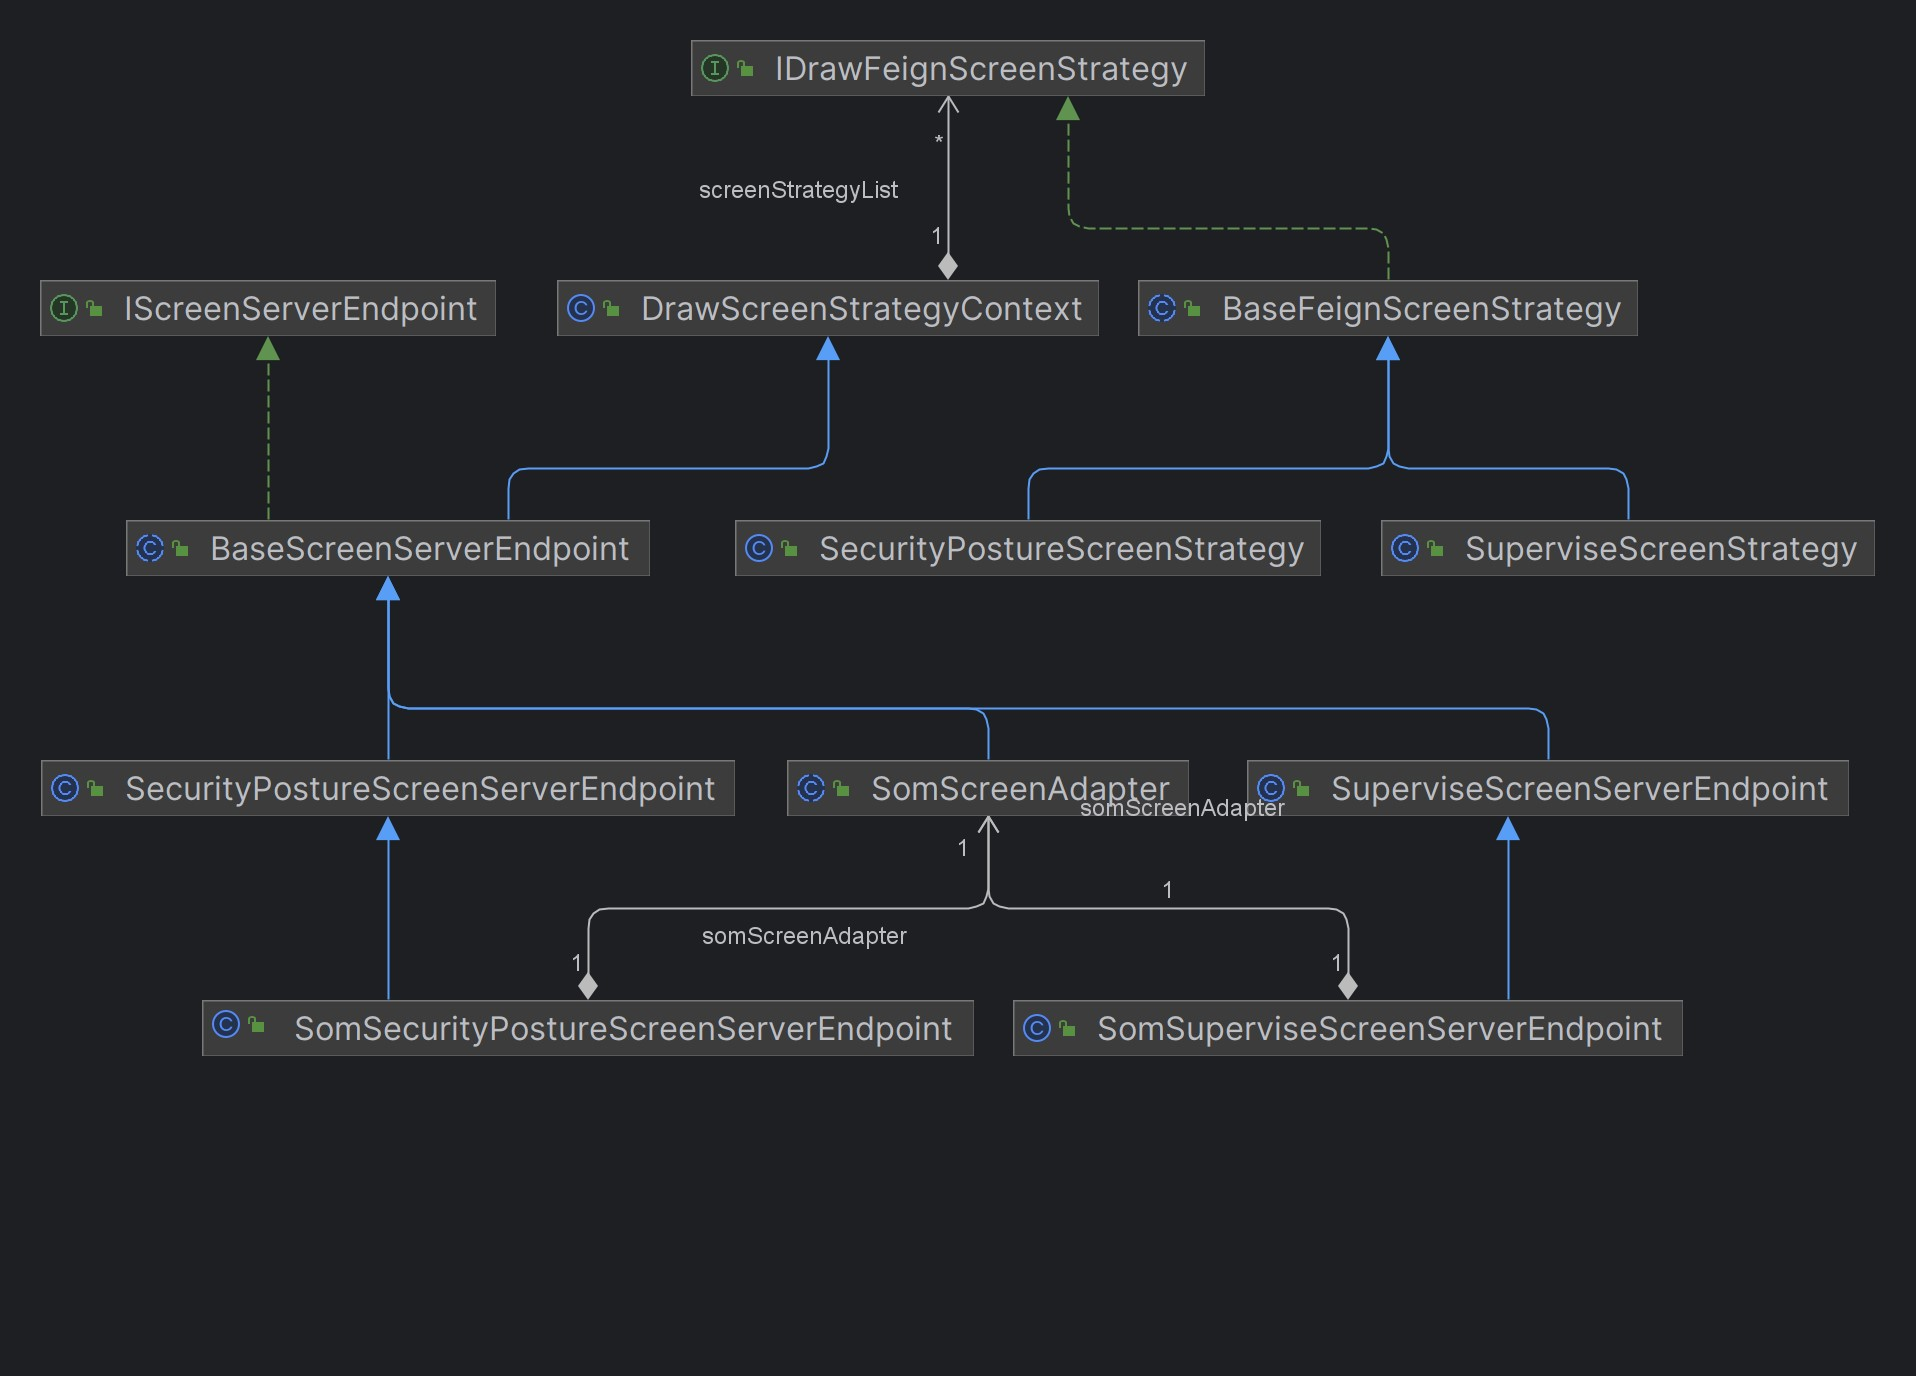 IDrawFeignScreenStrategy
*
screenStrategyList
1
IScreenServerEndpoint
DrawScreenStrategyContext
BaseFeignScreenStrategy
BaseScreenServerEndpoint
SecurityPostureScreenStrategy
SuperviseScreenStrategy
SecurityPostureScreenServerEndpoint
SomScreenAdapter
SuperviseScreenServerEndpoint
somScreenAdapter
1
1
somScreenAdapter
1
1
SomSecurityPostureScreenServerEndpoint
SomSuperviseScreenServerEndpoint